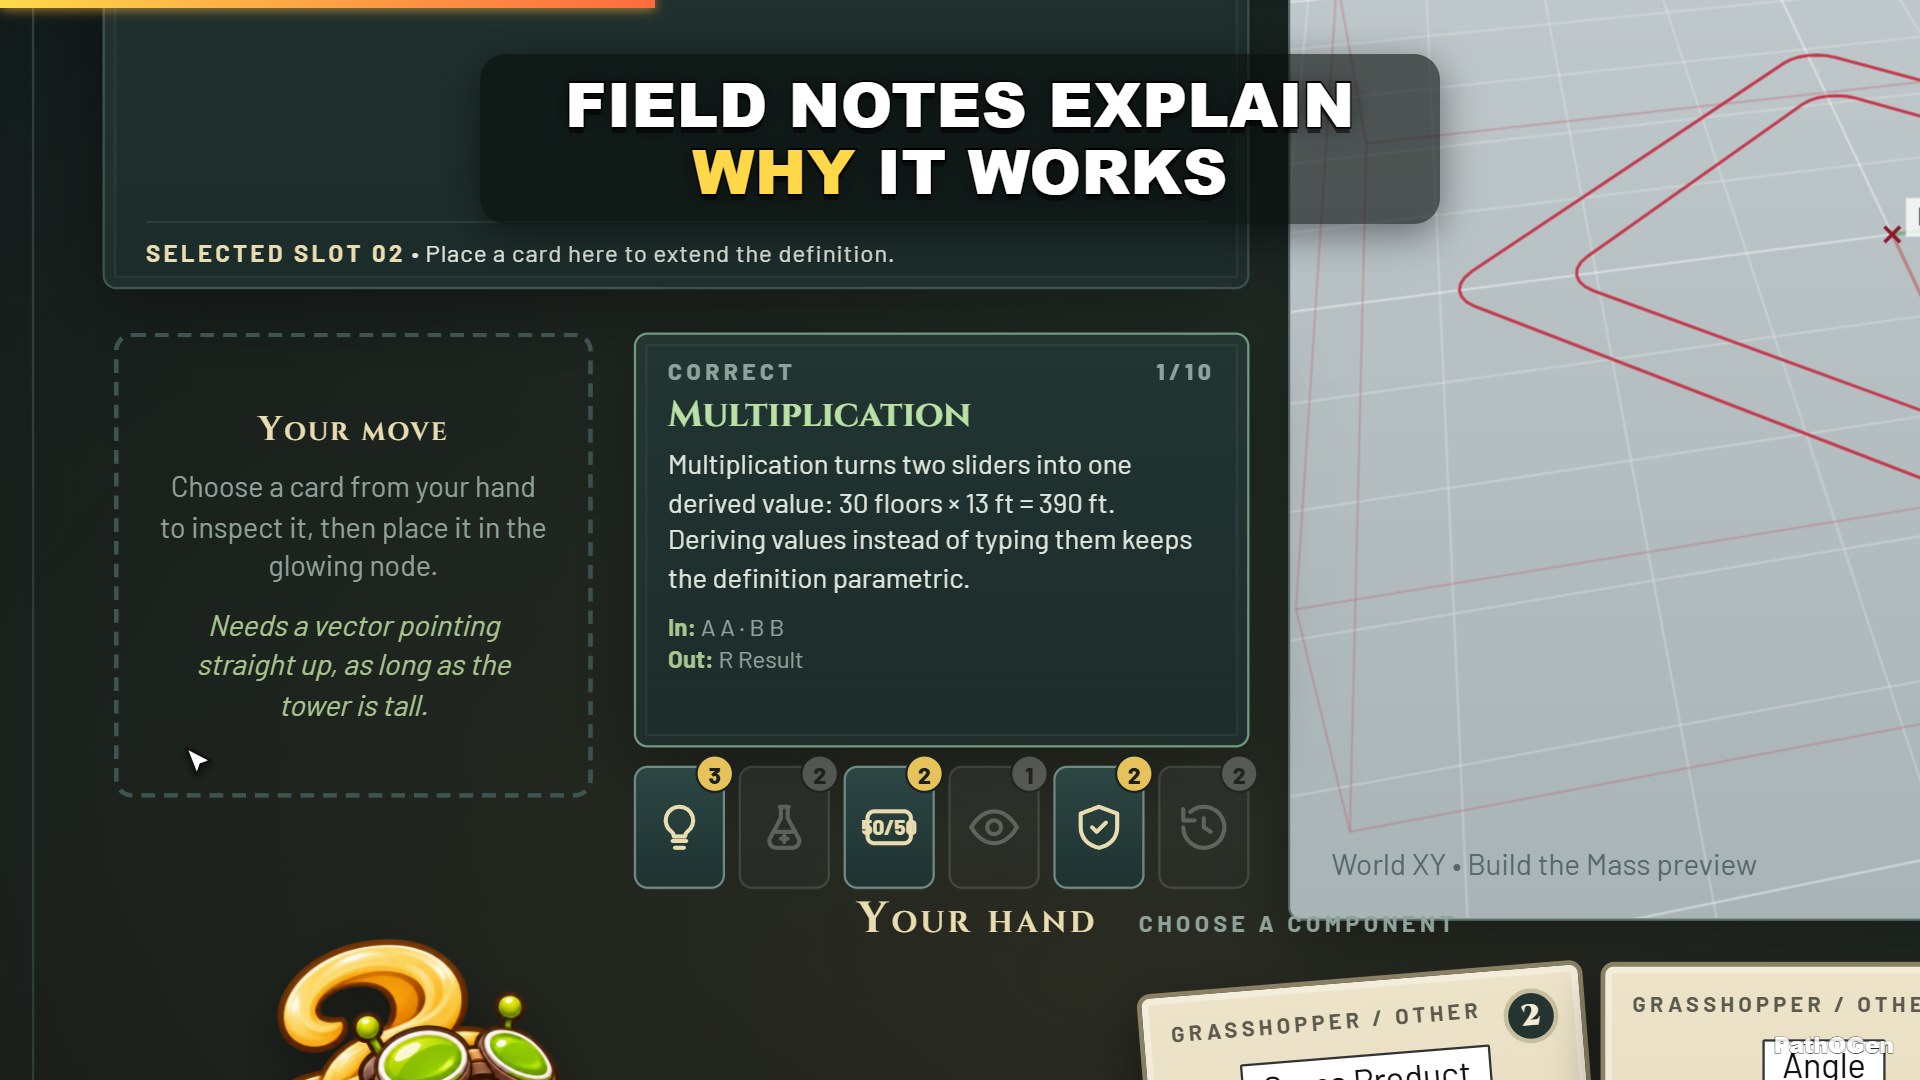 FIELD NOTES EXPLAIN
WHY IT WORKS
SELECTED SLOT 02 • Place a card here to extend the definition.
YOUR MOVE
Choose a card from your hand
to inspect it, then place it in the
glowing node.
Needs a vector pointing
straight up, as long as the
tower is tall.
CORRECT 1/10
MULTIPLICATION
Multiplication turns two sliders into one
derived value: 30 floors × 13 ft = 390 ft.
Deriving values instead of typing them keeps
the definition parametric.
In: A A · B B
Out: R Result
3 2 2 1 2 2
50/50
World XY • Build the Mass preview
YOUR HAND CHOOSE A COMPONENT
GRASSHOPPER / OTHER 2
GRASSHOPPER / OTHE
PathOGen
Product
Angle